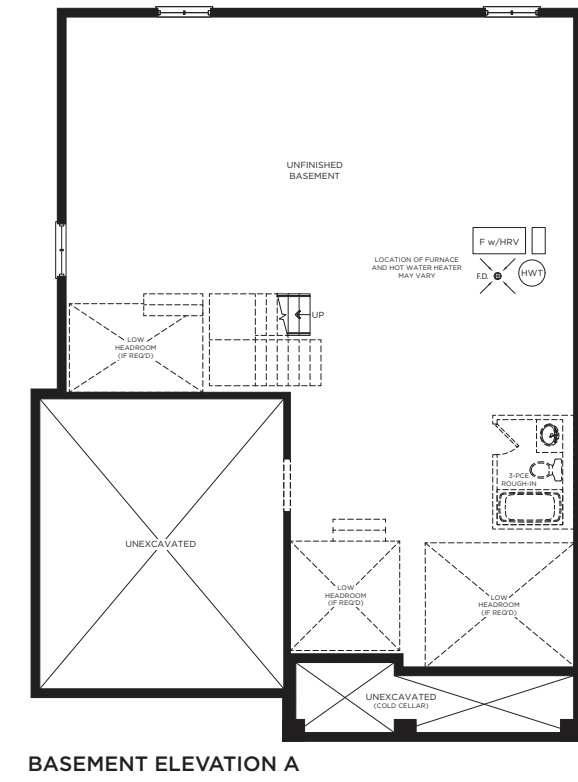 UNFINISHED
BASEMENT
F w/HRV
LOCATION OF FURNACE
AND HOT WATER HEATER
MAY VARY
F.D.
HWT
UP
LOW
HEADROOM
(IF REQ'D)
3-PCE
ROUGH-IN
UNEXCAVATED
LOW
HEADROOM
(IF REQ'D)
LOW
HEADROOM
(IF REQ'D)
UNEXCAVATED
(COLD CELLAR)
BASEMENT ELEVATION A